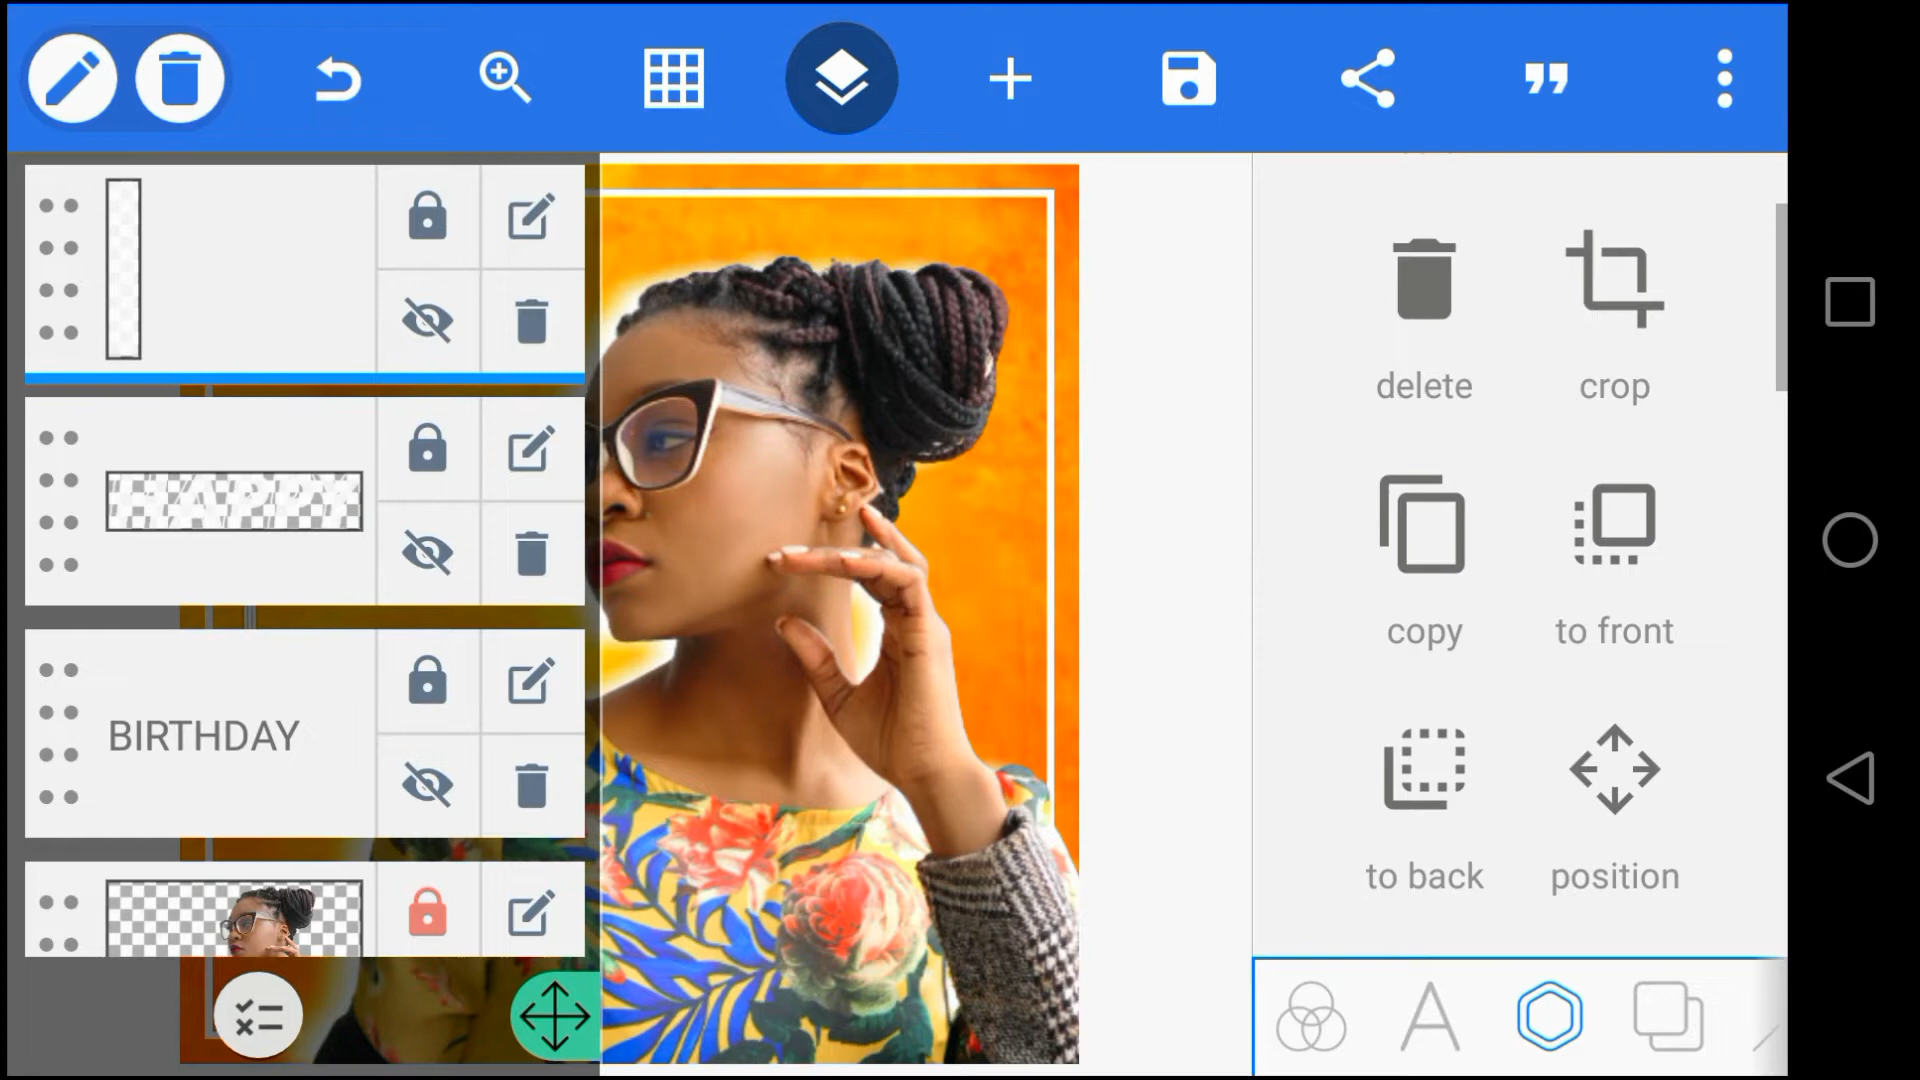 HAPPY
BIRTHDAY
delete
crop
copy
to front
to back
position